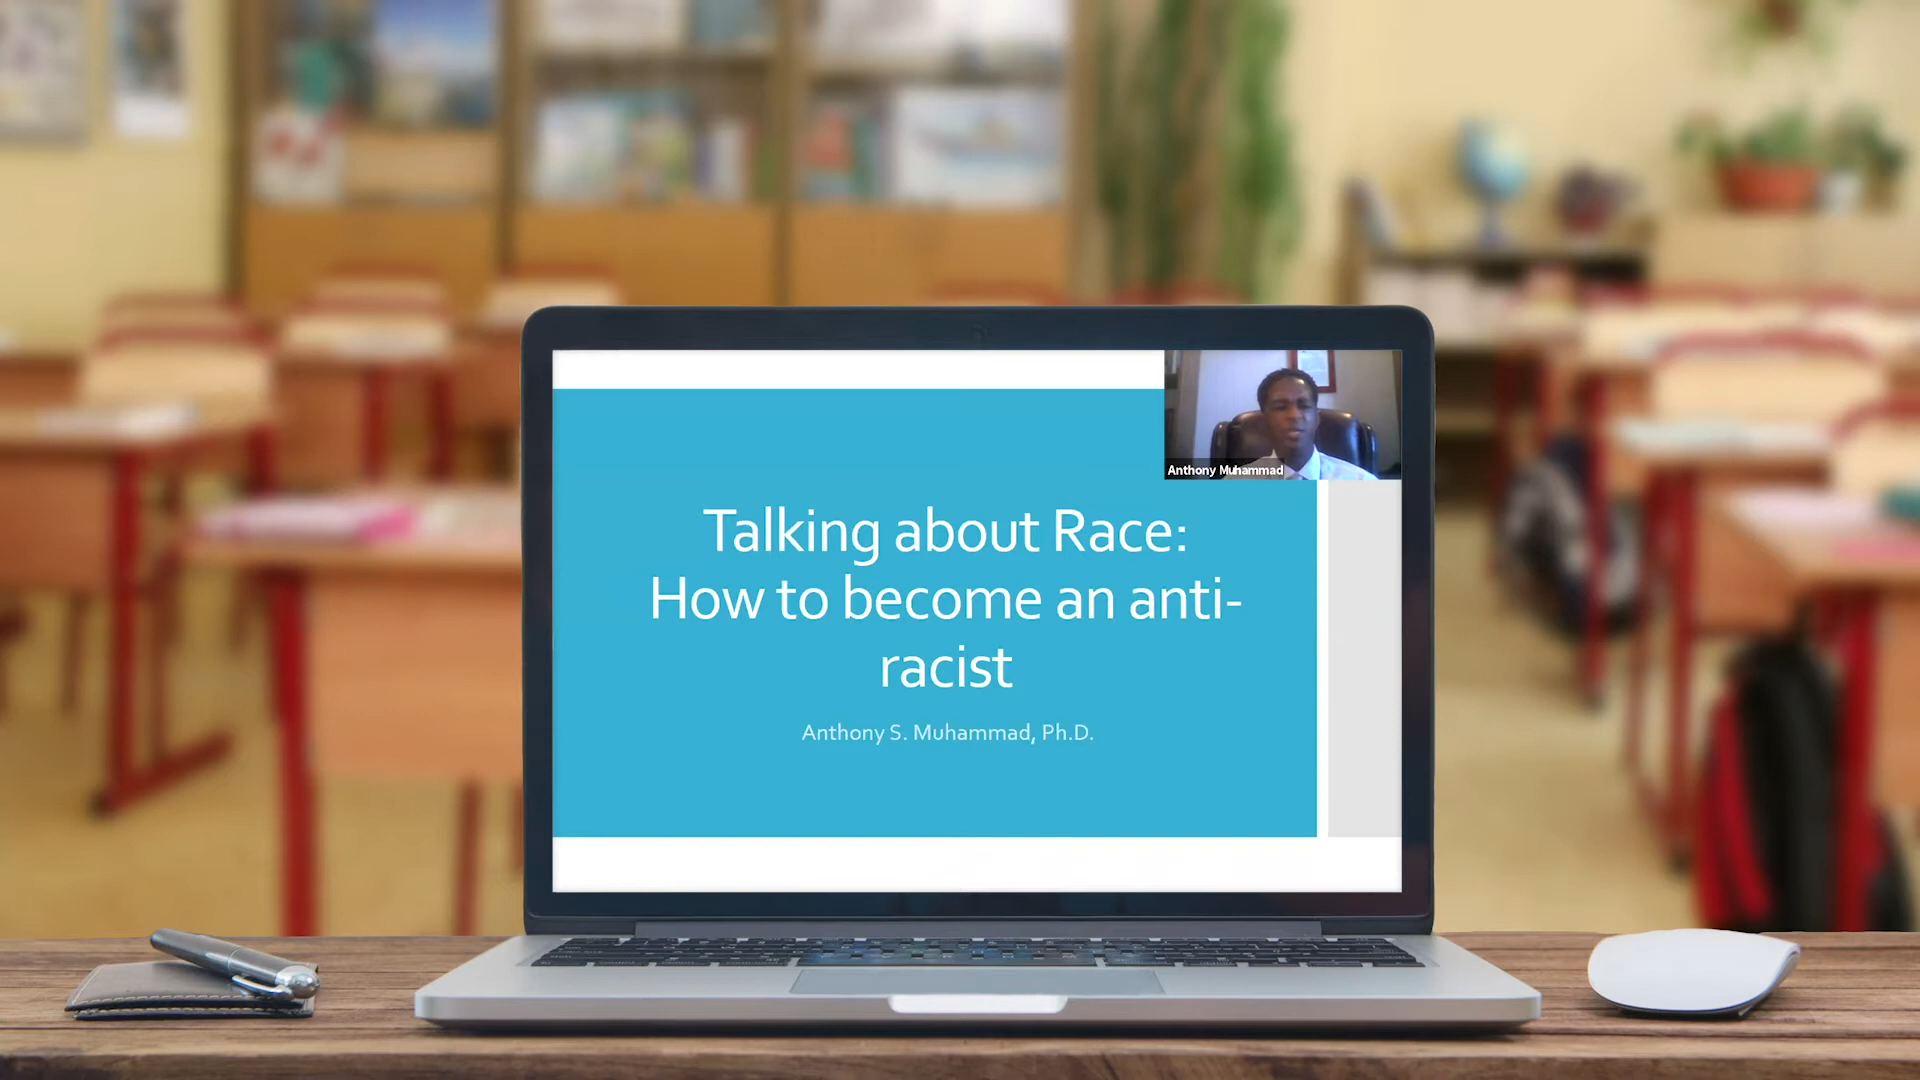 Anthony Muhammad
Talking about Race:
How to become an anti-
racist
Anthony S. Muhammad, Ph.D.